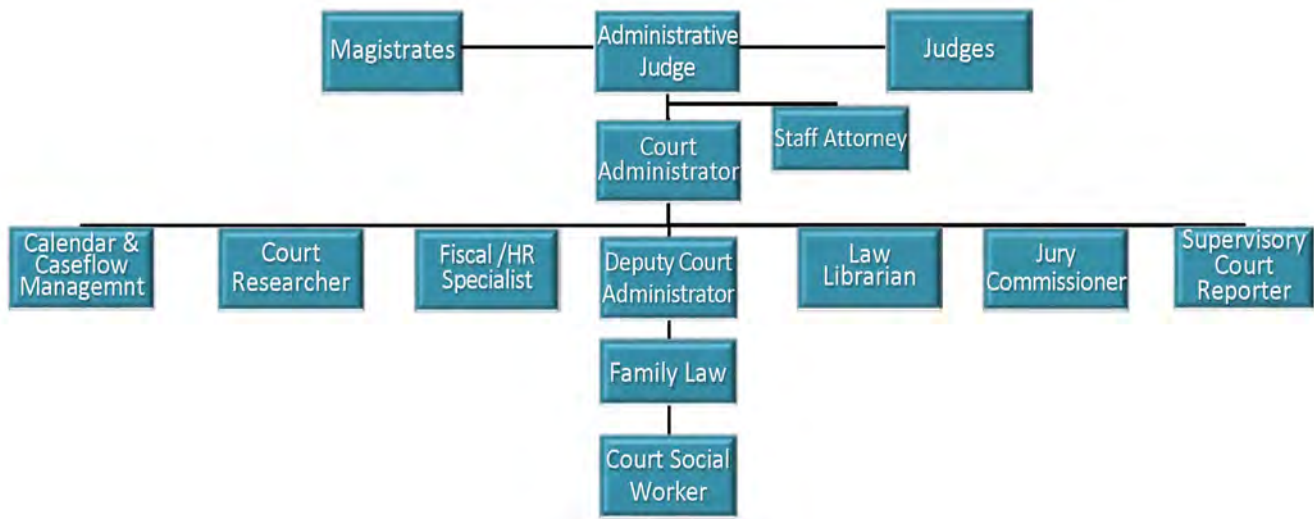 Magistrates
Administrative
Judge
Judges
Court
Administrator
Staff Attorney
Calendar &
Caseflow
Managemnt
Court
Researcher
Fiscal /HR
Specialist
Deputy Court
Administrator
Law
Librarian
Jury
Commissioner
Supervisory
Court
Reporter
Family Law
Court Social
Worker